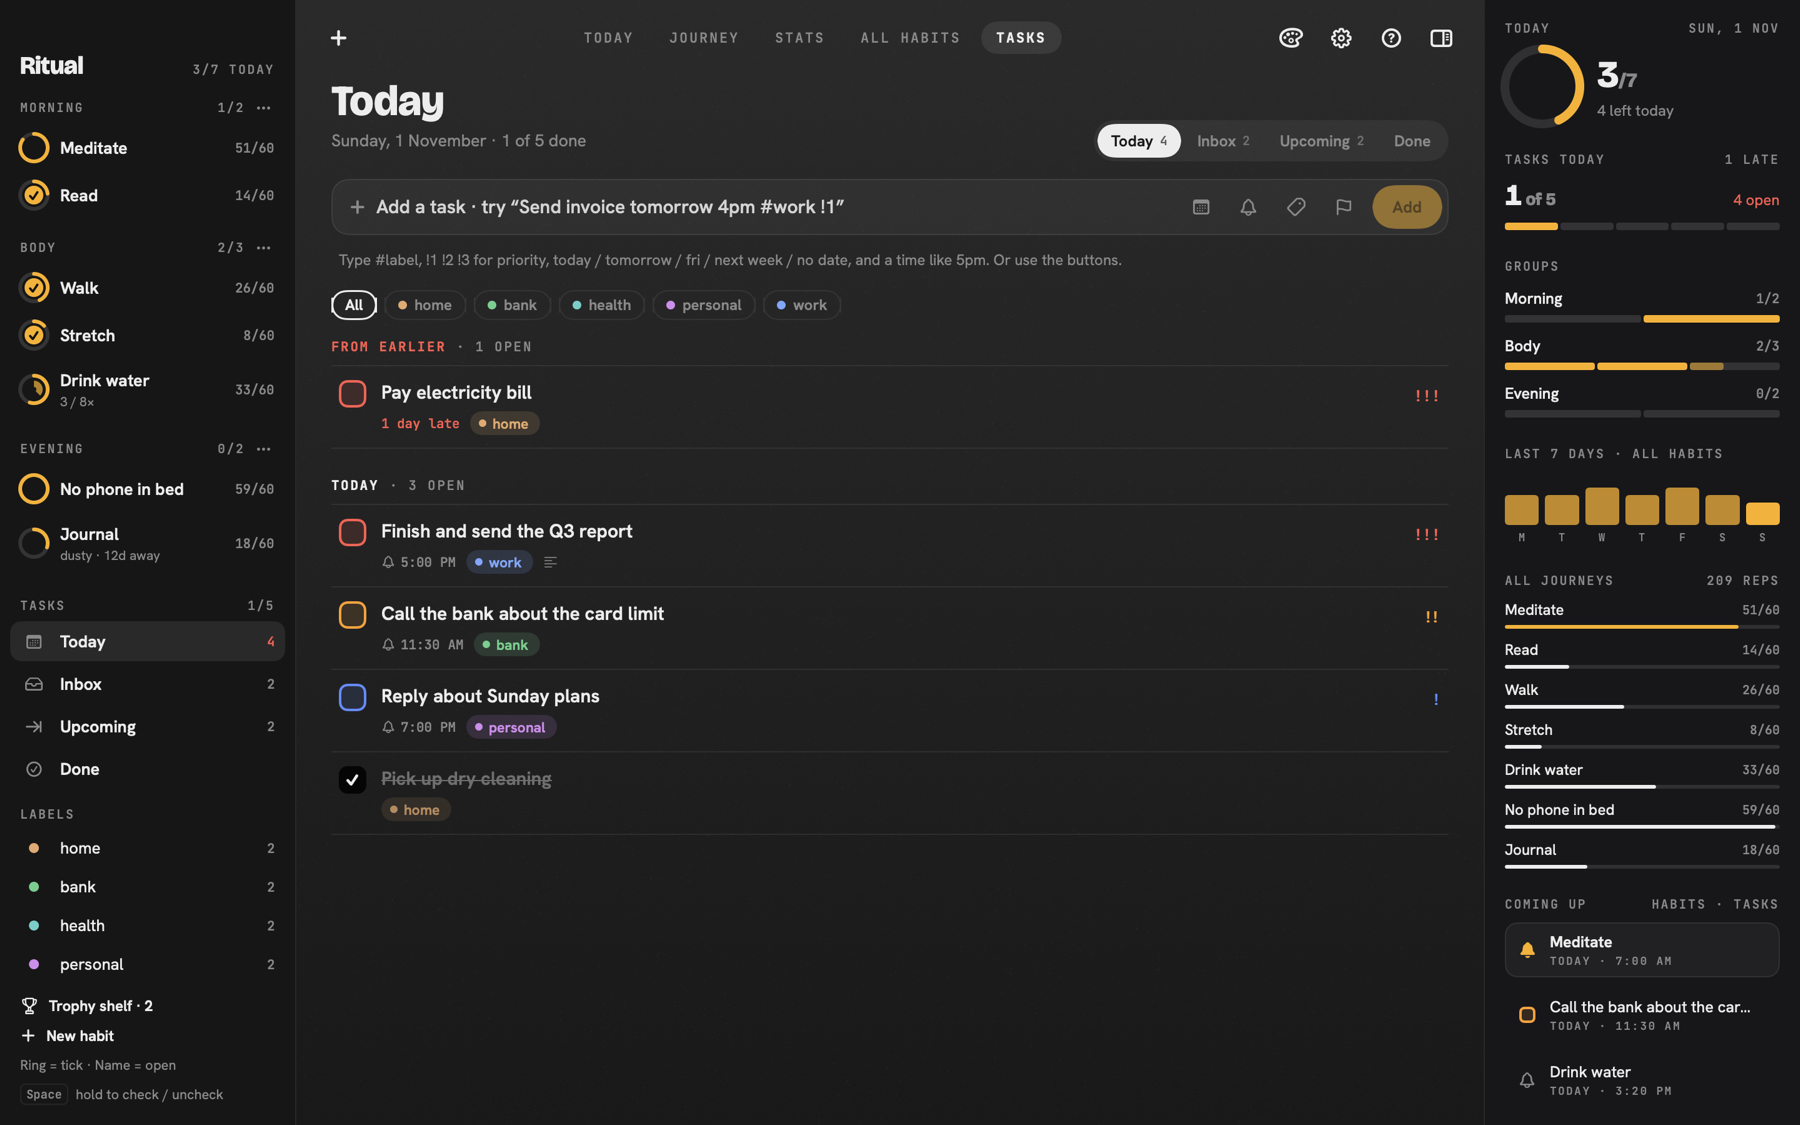 Ritual
3/7 TODAY
MORNING 1/2 ···
Meditate 51/60
Read 14/60
BODY 2/3 ···
Walk 26/60
Stretch 8/60
Drink water 33/60
3 / 8×
EVENING 0/2 ···
No phone in bed 59/60
Journal 18/60
dusty · 12d away
TASKS 1/5
Today 4
Inbox 2
Upcoming 2
Done
LABELS
home 2
bank 2
health 2
personal 2
Trophy shelf · 2
New habit
Ring = tick · Name = open
Space hold to check / uncheck
TODAY JOURNEY STATS ALL HABITS TASKS
Today
Sunday, 1 November · 1 of 5 done
Today 4 Inbox 2 Upcoming 2 Done
Add a task · try “Send invoice tomorrow 4pm #work !1”
Add
Type #label, !1 !2 !3 for priority, today / tomorrow / fri / next week / no date, and a time like 5pm. Or use the buttons.
All home bank health personal work
FROM EARLIER · 1 OPEN
Pay electricity bill !!!
1 day late home
TODAY · 3 OPEN
Finish and send the Q3 report !!!
5:00 PM work
Call the bank about the card limit !!
11:30 AM bank
Reply about Sunday plans !
7:00 PM personal
Pick up dry cleaning
home
TODAY SUN, 1 NOV
3/7
4 left today
TASKS TODAY 1 LATE
1 of 5 4 open
GROUPS
Morning 1/2
Body 2/3
Evening 0/2
LAST 7 DAYS · ALL HABITS
M T W T F S S
ALL JOURNEYS 209 REPS
Meditate 51/60
Read 14/60
Walk 26/60
Stretch 8/60
Drink water 33/60
No phone in bed 59/60
Journal 18/60
COMING UP HABITS · TASKS
Meditate
TODAY · 7:00 AM
Call the bank about the car…
TODAY · 11:30 AM
Drink water
TODAY · 3:20 PM